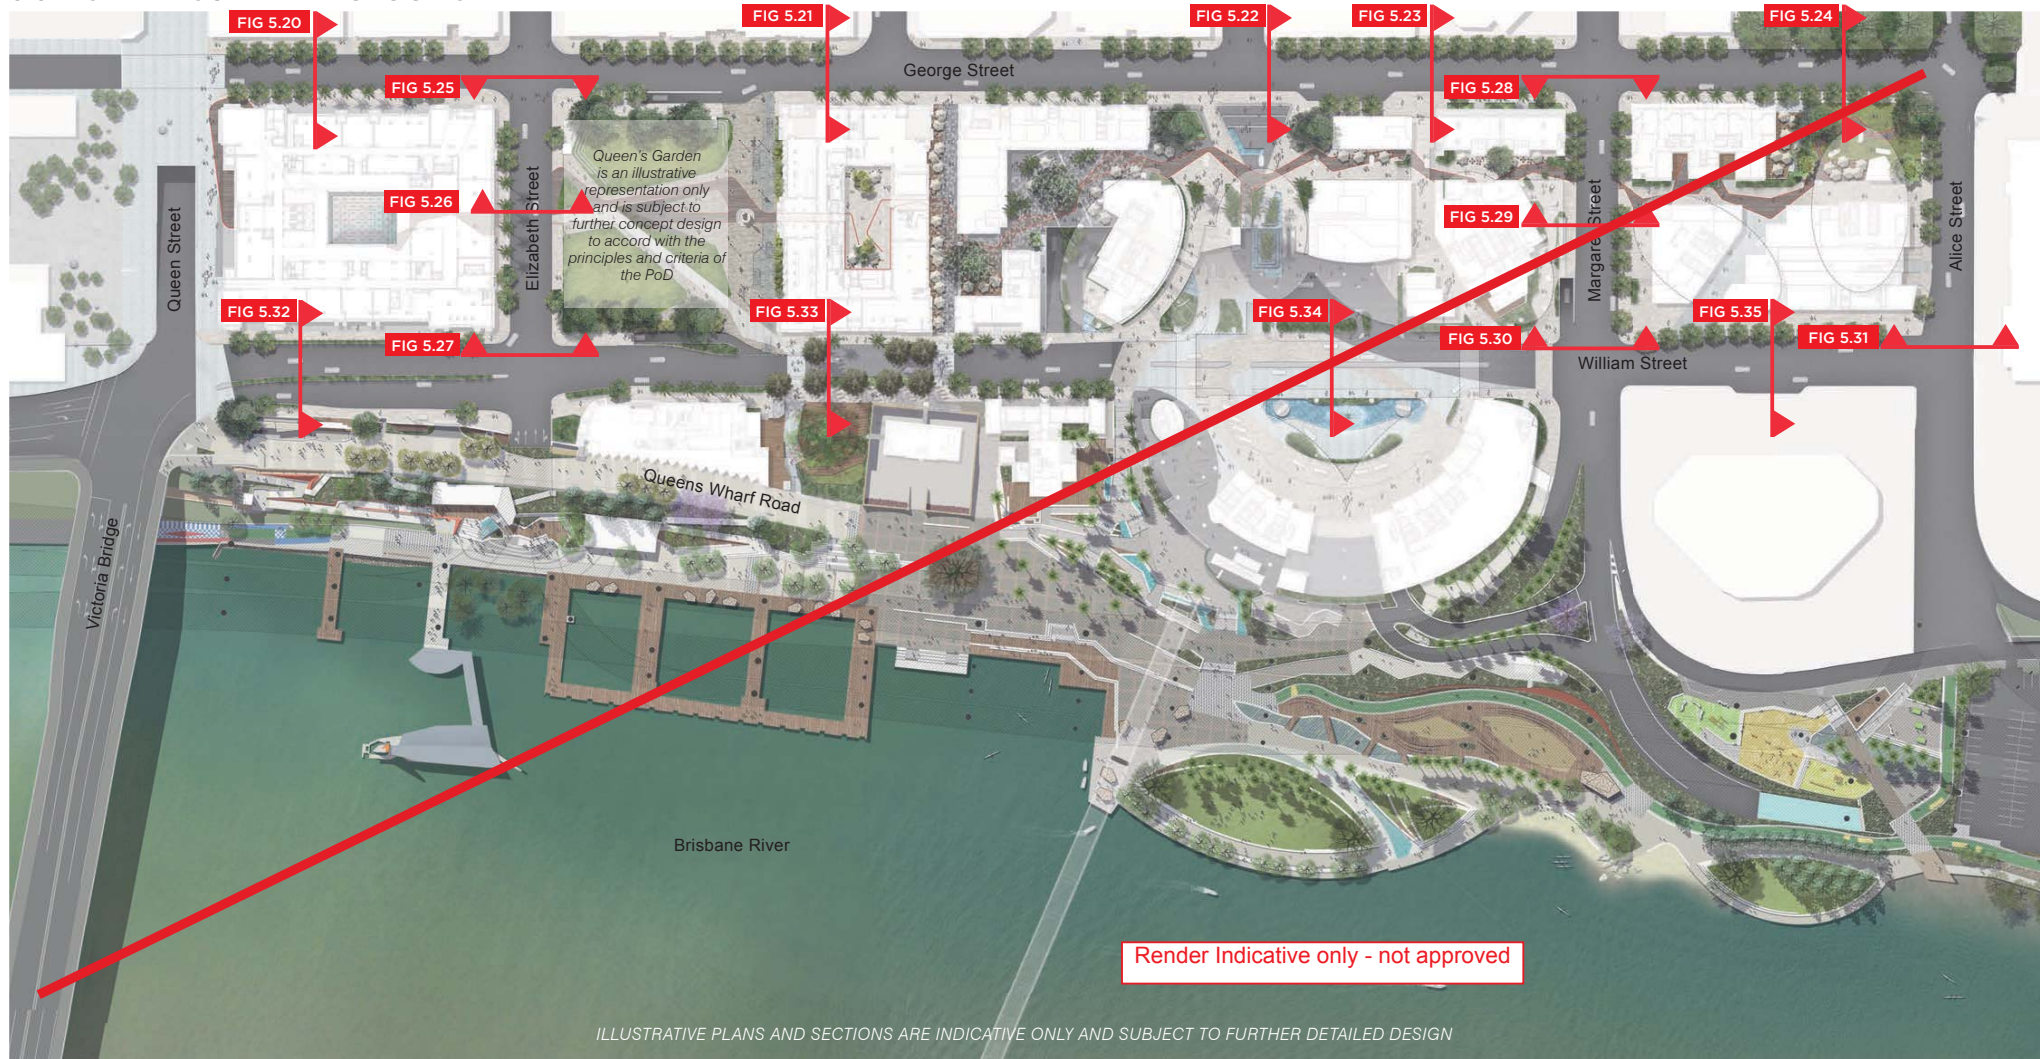 FIG 5.20
FIG 5.21
FIG 5.22
FIG 5.23
FIG 5.24
George Street
FIG 5.25
FIG 5.28
Queen's Garden
is an illustrative
representation only
and is subject to
further concept design
to accord with the
principles and criteria of
the PoD
FIG 5.26
FIG 5.29
Queen Street
Elizabeth Street
Margaret Street
Alice Street
FIG 5.32
FIG 5.33
FIG 5.34
FIG 5.35
FIG 5.27
FIG 5.30
FIG 5.31
William Street
Queens Wharf Road
Victoria Bridge
Brisbane River
Render Indicative only - not approved
ILLUSTRATIVE PLANS AND SECTIONS ARE INDICATIVE ONLY AND SUBJECT TO FURTHER DETAILED DESIGN